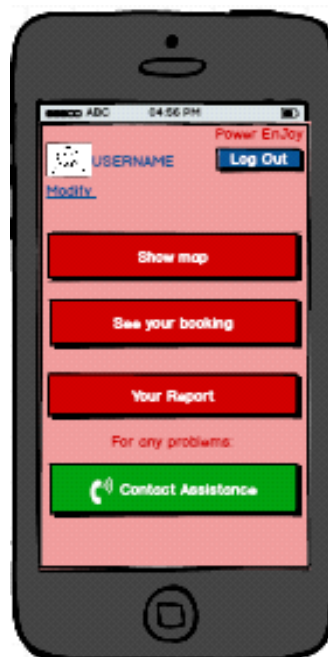 ABC 04:56 PM
Power EnJoy
USERNAME
Log Out
Modify
Show map
See your booking
Your Report
For any problems:
Contact Assistance